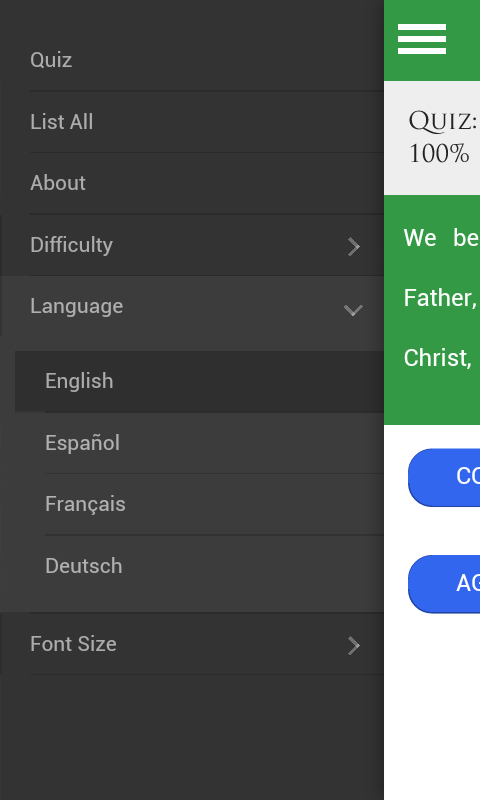 Quiz
List All
About
Difficulty
Language
English
Español
Français
Deutsch
Font Size
Quiz:
100%
We be
Father,
Christ,
CO
AG